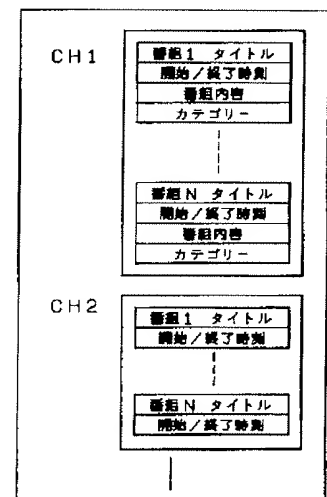 CH1
番組1 タイトル
開始／終了時刻
番組内容
カテゴリー
番組N タイトル
開始／終了時刻
番組内容
カテゴリー
CH2
番組1 タイトル
開始／終了時刻
番組N タイトル
開始／終了時刻